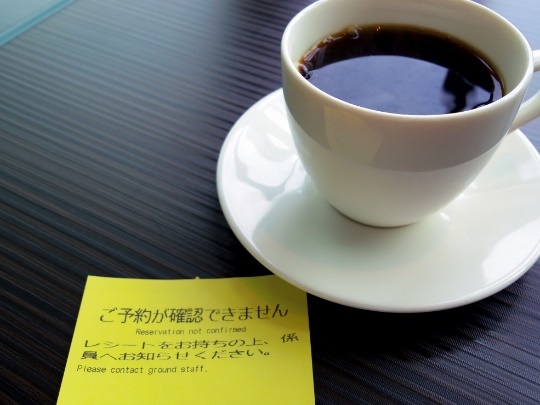 ご予約が確認できません
Reservation not confirmed
レシートをお持ちの上、係
員へお知らせください。
Please contact ground staff.